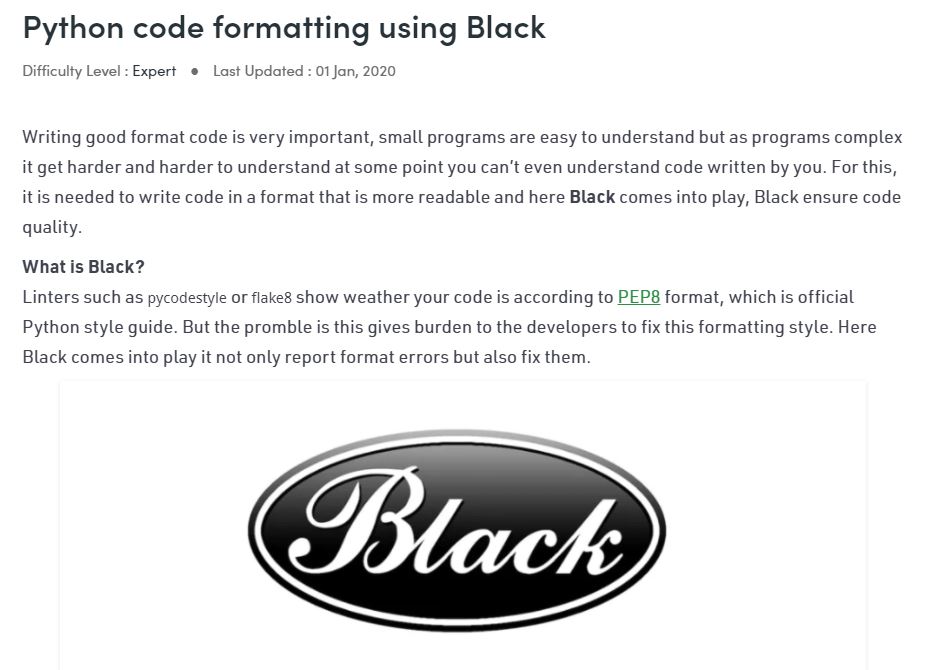 Python code formatting using Black
Difficulty Level : Expert ● Last Updated : 01 Jan, 2020
Writing good format code is very important, small programs are easy to understand but as programs complex
it get harder and harder to understand at some point you can't even understand code written by you. For this,
it is needed to write code in a format that is more readable and here Black comes into play, Black ensure code
quality.
What is Black?
Linters such as pycodestyle or flake8 show weather your code is according to PEP8 format, which is official
Python style guide. But the promble is this gives burden to the developers to fix this formatting style. Here
Black comes into play it not only report format errors but also fix them.
Black